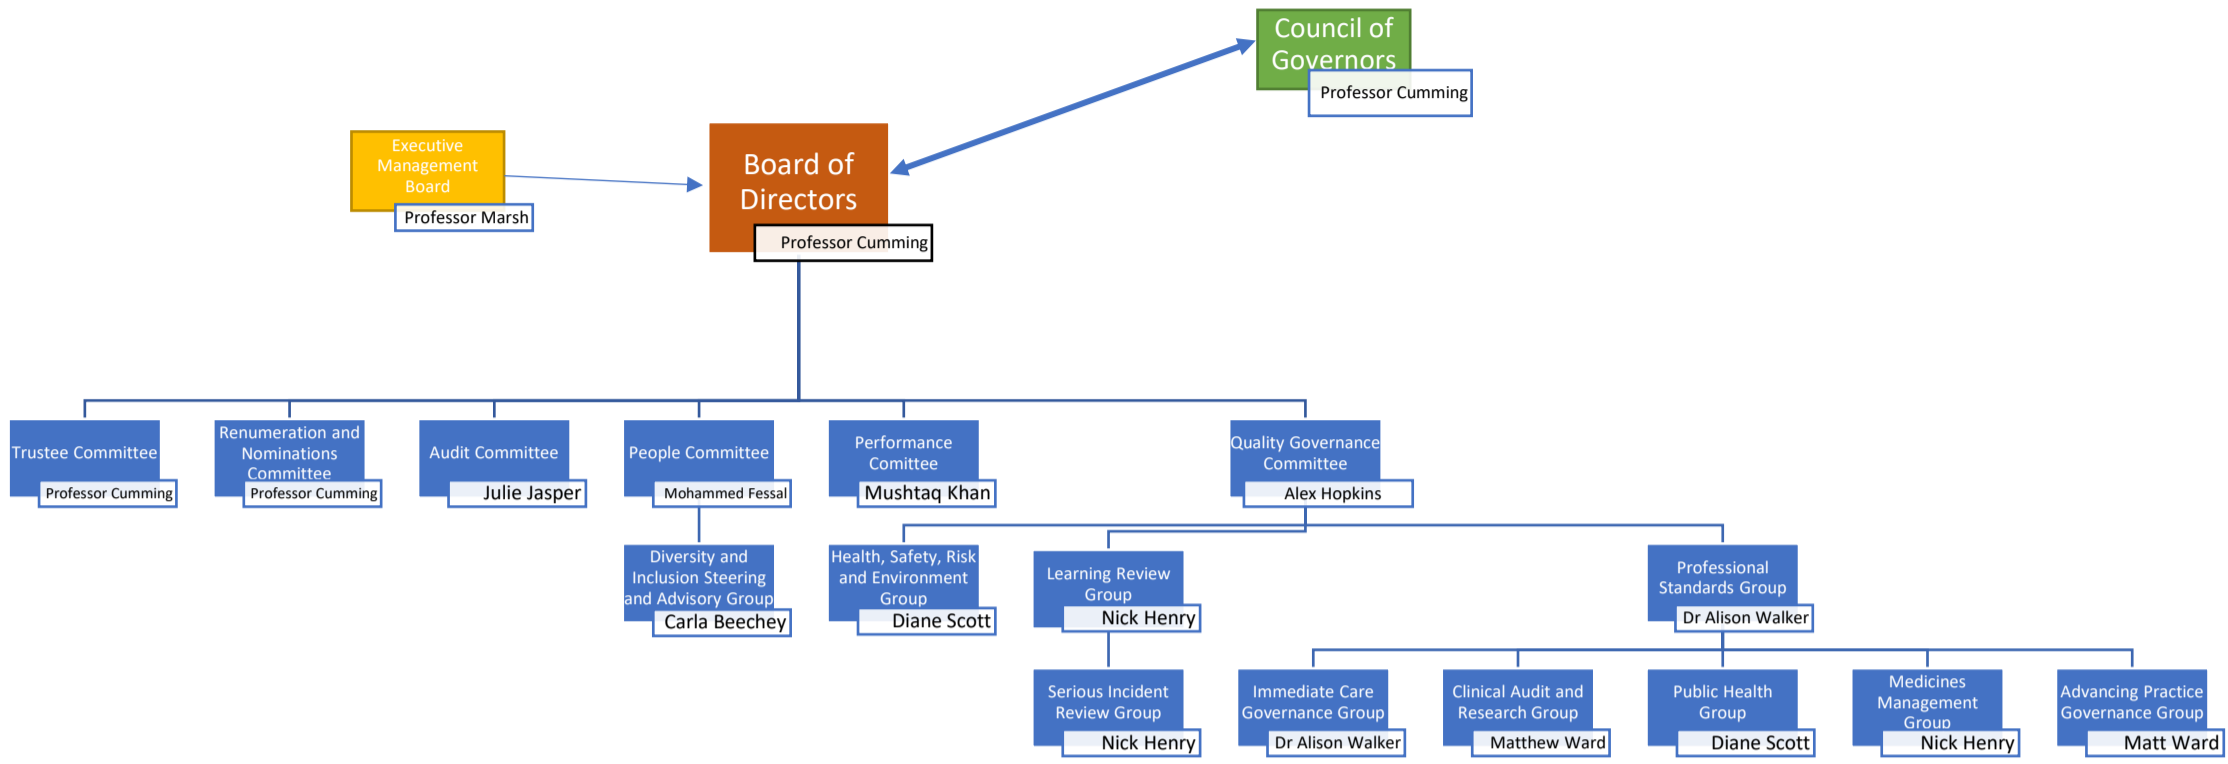 Council of
Governors
Professor Cumming
Executive
Management
Board
Professor Marsh
Board of
Directors
Professor Cumming
Trustee Committee
Professor Cumming
Renumeration and
Nominations
Committee
Professor Cumming
Audit Committee
Julie Jasper
People Committee
Mohammed Fessal
Performance
Comittee
Mushtaq Khan
Quality Governance
Committee
Alex Hopkins
Diversity and
Inclusion Steering
and Advisory Group
Carla Beechey
Health, Safety, Risk
and Environment
Group
Diane Scott
Learning Review
Group
Nick Henry
Professional
Standards Group
Dr Alison Walker
Serious Incident
Review Group
Nick Henry
Immediate Care
Governance Group
Dr Alison Walker
Clinical Audit and
Research Group
Matthew Ward
Public Health
Group
Diane Scott
Medicines
Management
Group
Nick Henry
Advancing Practice
Governance Group
Matt Ward